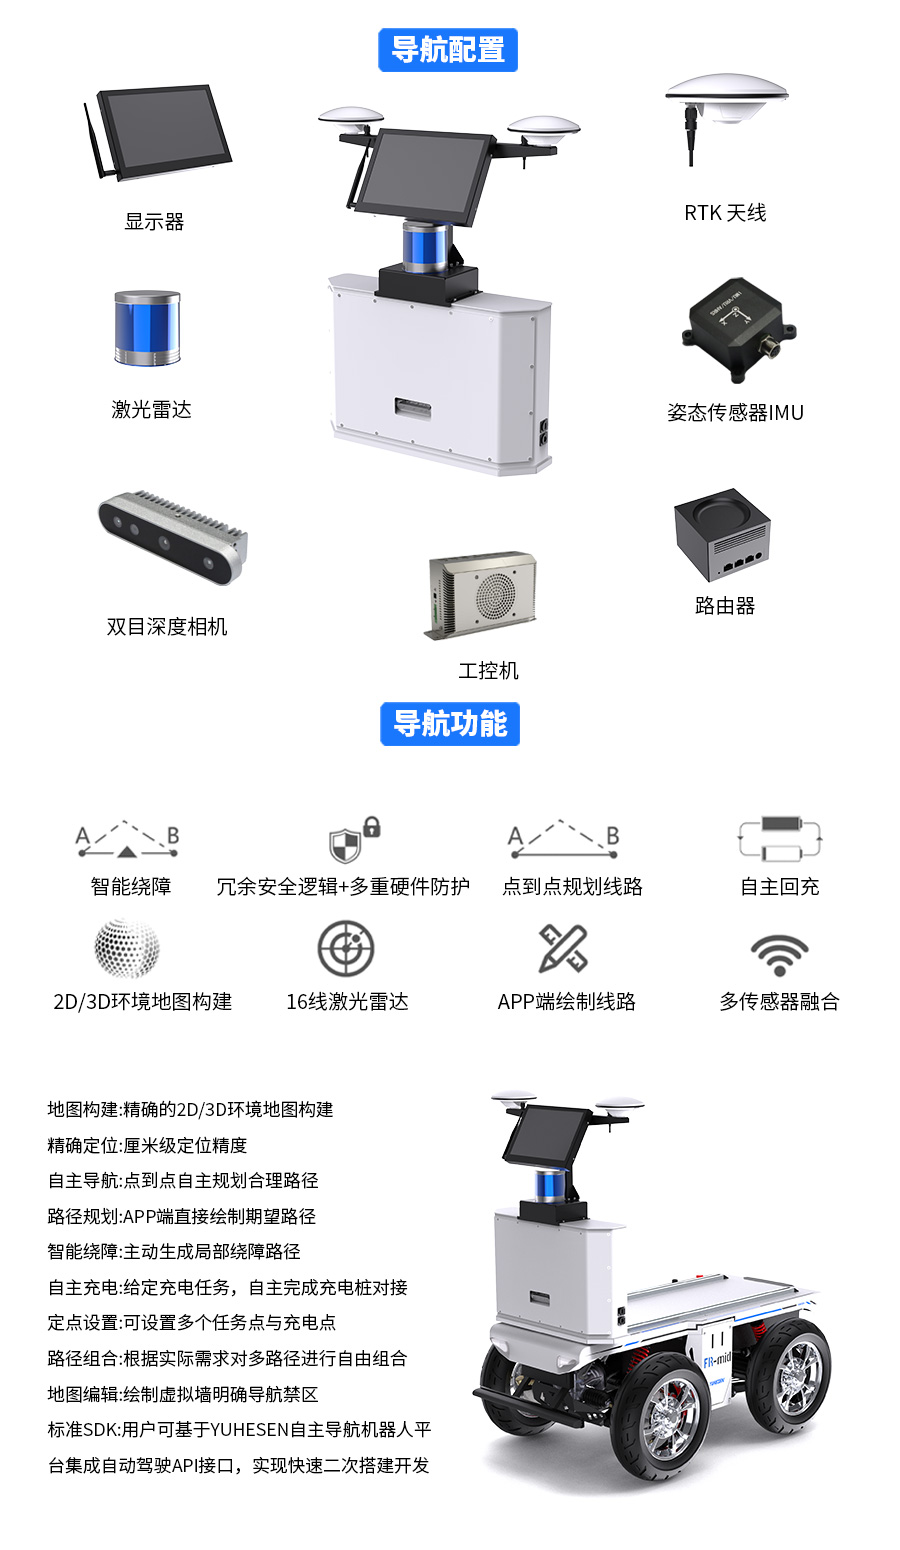 导航配置
显示器
RTK 天线
激光雷达
姿态传感器IMU
双目深度相机
路由器
工控机
导航功能
A B
A B
智能绕障
冗余安全逻辑+多重硬件防护
点到点规划线路
自主回充
2D/3D环境地图构建
16线激光雷达
APP端绘制线路
多传感器融合
地图构建:精确的2D/3D环境地图构建
精确定位:厘米级定位精度
自主导航:点到点自主规划合理路径
路径规划:APP端直接绘制期望路径
智能绕障:主动生成局部绕障路径
自主充电:给定充电任务，自主完成充电桩对接
定点设置:可设置多个任务点与充电点
路径组合:根据实际需求对多路径进行自由组合
地图编辑:绘制虚拟墙明确导航禁区
标准SDK:用户可基于YUHESEN自主导航机器人平
台集成自动驾驶API接口，实现快速二次搭建开发
FR-mid